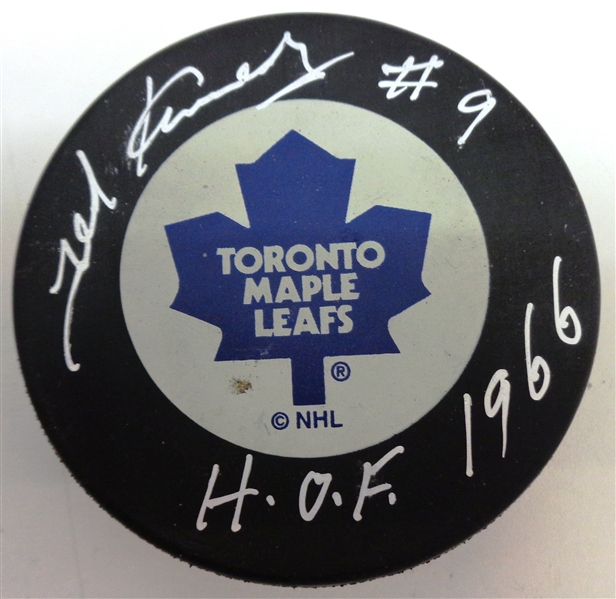 Ted Kennedy #9
TORONTO
MAPLE
LEAFS
®
© NHL
H.O.F. 1966